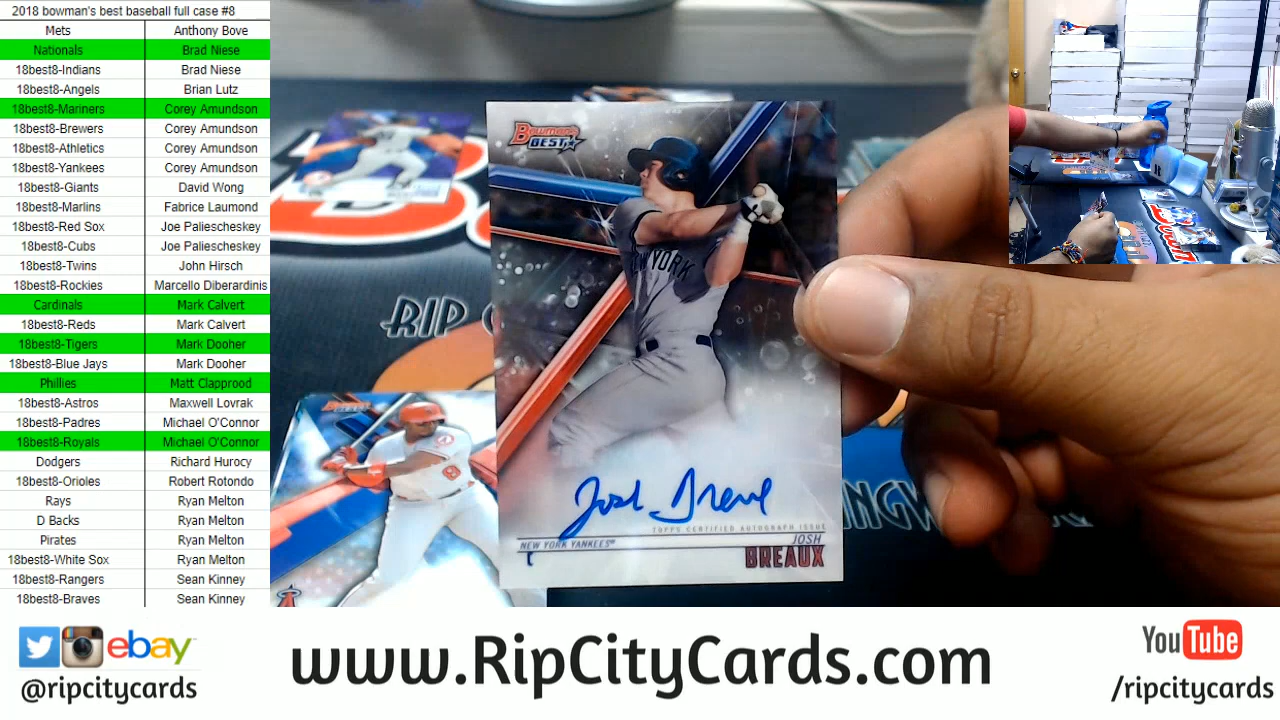 2018 bowman's best baseball full case #8
Mets Anthony Bove
Nationals Brad Niese
18best8-Indians Brad Niese
18best8-Angels Brian Lutz
18best8-Mariners Corey Amundson
18best8-Brewers Corey Amundson
18best8-Athletics Corey Amundson
18best8-Yankees Corey Amundson
18best8-Giants David Wong
18best8-Marlins Fabrice Laumond
18best8-Red Sox Joe Paliescheskey
18best8-Cubs Joe Paliescheskey
18best8-Twins John Hirsch
18best8-Rockies Marcello Diberardinis
Cardinals Mark Calvert
18best8-Reds Mark Calvert
18best8-Tigers Mark Dooher
18best8-Blue Jays Mark Dooher
Phillies Matt Clapprood
18best8-Astros Maxwell Lovrak
18best8-Padres Michael O'Connor
18best8-Royals Michael O'Connor
Dodgers Richard Hurocy
18best8-Orioles Robert Rotondo
Rays Ryan Melton
D Backs Ryan Melton
Pirates Ryan Melton
18best8-White Sox Ryan Melton
18best8-Rangers Sean Kinney
18best8-Braves Sean Kinney
Bowman's
BEST
NEW YORK
RIP
Josh Breaux
TOPPS CERTIFIED AUTOGRAPH ISSUE
NEW YORK YANKEES®
JOSH
BREAUX
ebay
@ripcitycards
www.RipCityCards.com
YouTube
/ripcitycards